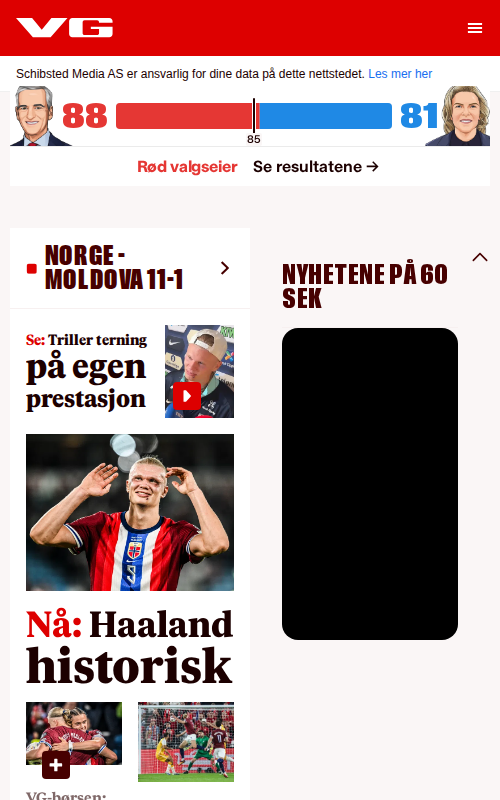 VG
Schibsted Media AS er ansvarlig for dine data på dette nettstedet. Les mer her
88
81
85
Rød valgseier Se resultatene →
NORGE -
MOLDOVA 11-1
Se: Triller terning
på egen
prestasjon
Nå: Haaland
historisk
VG-børsen:
NYHETENE PÅ 60
SEK